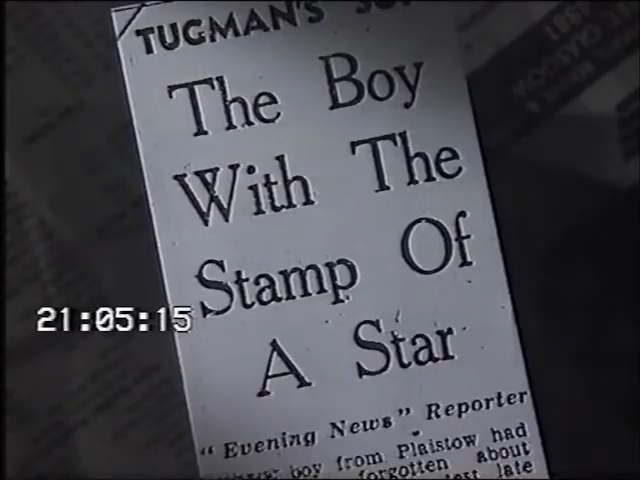 TUGMAN'S
The Boy
With The
Stamp Of
A Star
21:05:15
"Evening News" Reporter
boy from Plaistow had
forgotten about
late